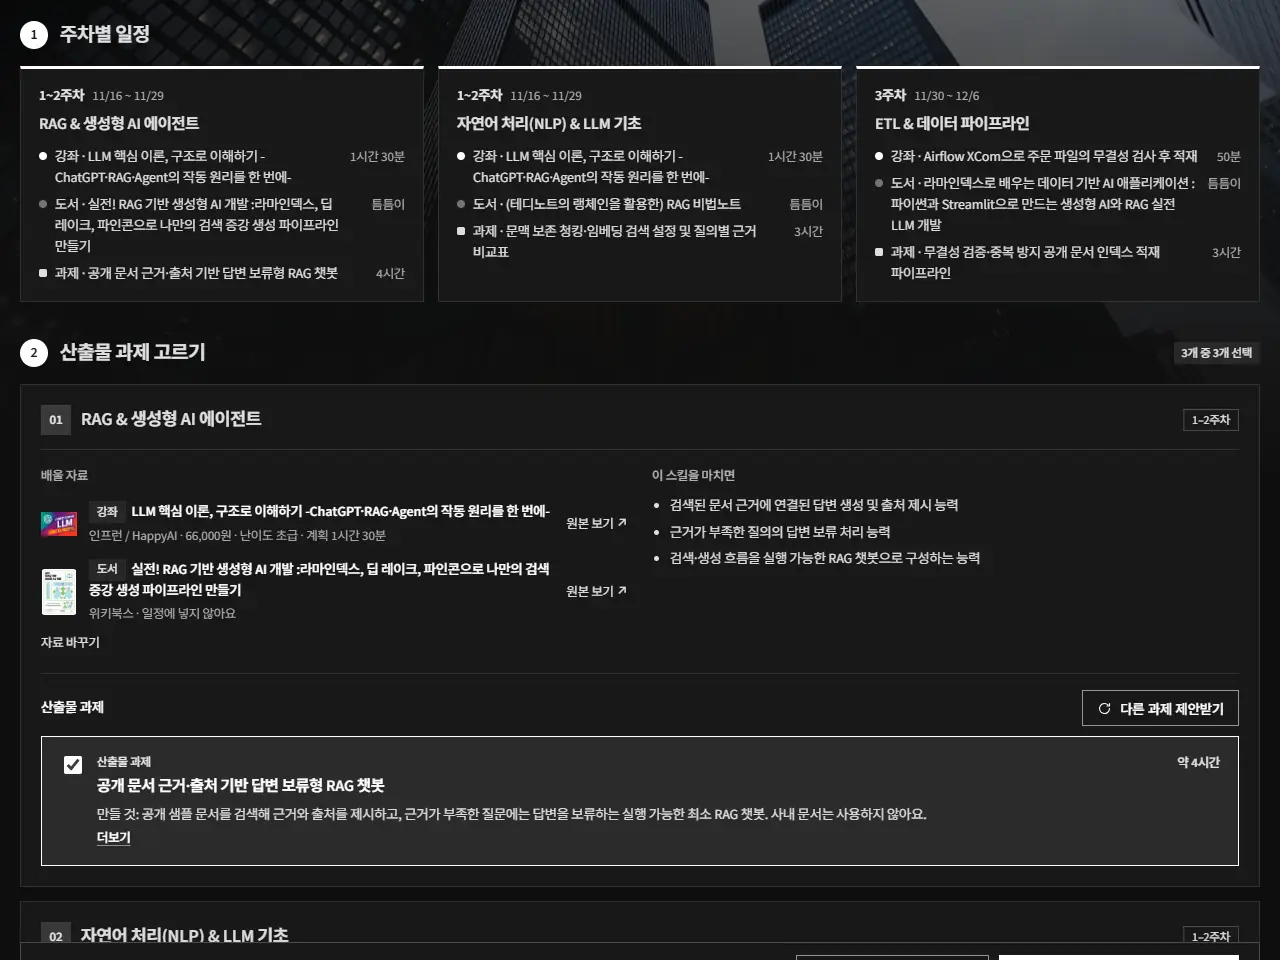 1 주차별 일정
1~2주차 11/16 ~ 11/29
RAG & 생성형 AI 에이전트
강좌 · LLM 핵심 이론, 구조로 이해하기 - 1시간 30분
ChatGPT·RAG·Agent의 작동 원리를 한 번에-
도서 · 실전! RAG 기반 생성형 AI 개발 :라마인덱스, 딥 틈틈이
레이크, 파인콘으로 나만의 검색 증강 생성 파이프라인
만들기
과제 · 공개 문서 근거·출처 기반 답변 보류형 RAG 챗봇 4시간
1~2주차 11/16 ~ 11/29
자연어 처리(NLP) & LLM 기초
강좌 · LLM 핵심 이론, 구조로 이해하기 - 1시간 30분
ChatGPT·RAG·Agent의 작동 원리를 한 번에-
도서 · (테디노트의 랭체인을 활용한) RAG 비법노트 틈틈이
과제 · 문맥 보존 청킹·임베딩 검색 설정 및 질의별 근거 3시간
비교표
3주차 11/30 ~ 12/6
ETL & 데이터 파이프라인
강좌 · Airflow XCom으로 주문 파일의 무결성 검사 후 적재 50분
도서 · 라마인덱스로 배우는 데이터 기반 AI 애플리케이션 : 틈틈이
파이썬과 Streamlit으로 만드는 생성형 AI와 RAG 실전
LLM 개발
과제 · 무결성 검증·중복 방지 공개 문서 인덱스 적재 3시간
파이프라인
2 산출물 과제 고르기
3개 중 3개 선택
01 RAG & 생성형 AI 에이전트
1–2주차
배울 자료
강좌 LLM 핵심 이론, 구조로 이해하기 -ChatGPT·RAG·Agent의 작동 원리를 한 번에-
인프런 / HappyAI · 66,000원 · 난이도 초급 · 계획 1시간 30분
원본 보기 ↗
도서 실전! RAG 기반 생성형 AI 개발 :라마인덱스, 딥 레이크, 파인콘으로 나만의 검색
증강 생성 파이프라인 만들기
위키북스 · 일정에 넣지 않아요
원본 보기 ↗
자료 바꾸기
이 스킬을 마치면
검색된 문서 근거에 연결된 답변 생성 및 출처 제시 능력
근거가 부족한 질의의 답변 보류 처리 능력
검색·생성 흐름을 실행 가능한 RAG 챗봇으로 구성하는 능력
산출물 과제
다른 과제 제안받기
산출물 과제
약 4시간
공개 문서 근거·출처 기반 답변 보류형 RAG 챗봇
만들 것: 공개 샘플 문서를 검색해 근거와 출처를 제시하고, 근거가 부족한 질문에는 답변을 보류하는 실행 가능한 최소 RAG 챗봇. 사내 문서는 사용하지 않아요.
더보기
02 자연어 처리(NLP) & LLM 기초
1–2주차